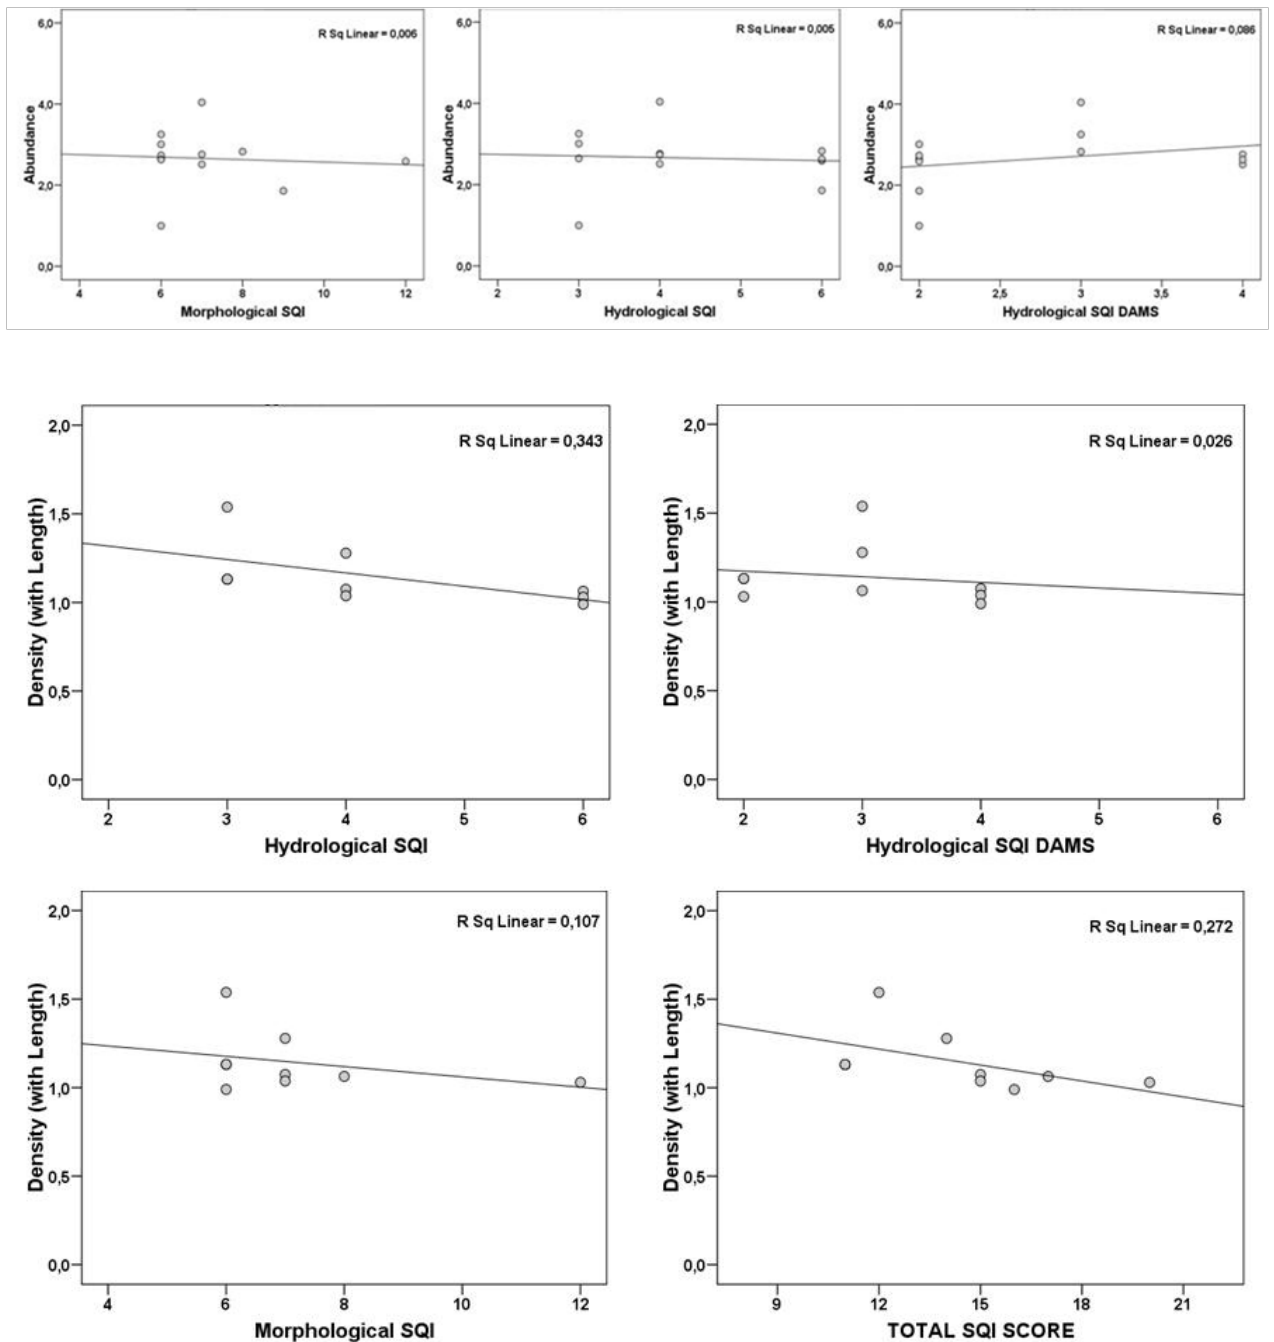 R Sq Linear = 0,006
6,0
4,0
2,0
0,0
Abundance
4 6 8 10 12
Morphological SQI
R Sq Linear = 0,005
6,0
4,0
2,0
0,0
Abundance
2 3 4 5 6
Hydrological SQI
R Sq Linear = 0,086
6,0
4,0
2,0
0,0
Abundance
2 2,5 3 3,5 4
Hydrological SQI DAMS
R Sq Linear = 0,343
2,0
1,5
1,0
0,5
0,0
Density (with Length)
2 3 4 5 6
Hydrological SQI
R Sq Linear = 0,026
2,0
1,5
1,0
0,5
0,0
Density (with Length)
2 3 4 5 6
Hydrological SQI DAMS
R Sq Linear = 0,107
2,0
1,5
1,0
0,5
0,0
Density (with Length)
4 6 8 10 12
Morphological SQI
R Sq Linear = 0,272
2,0
1,5
1,0
0,5
0,0
Density (with Length)
9 12 15 18 21
TOTAL SQI SCORE